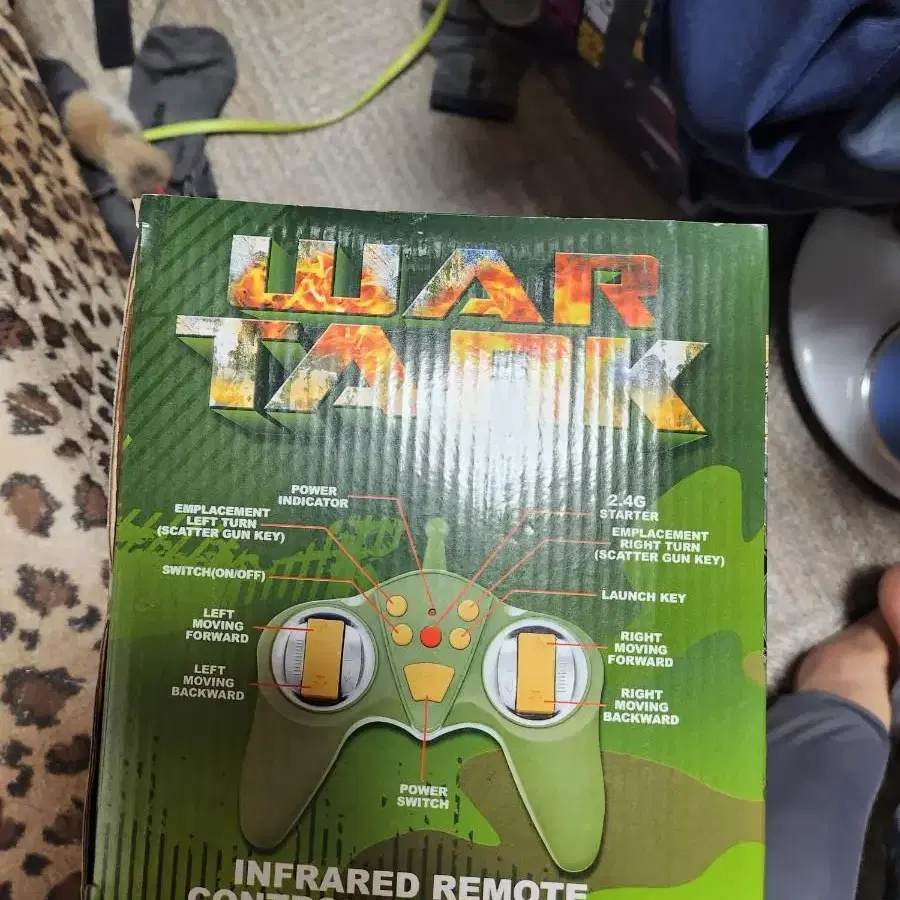 WAR
TANK
POWER
INDICATOR
2.4G
STARTER
EMPLACEMENT
LEFT TURN
(SCATTER GUN KEY)
EMPLACEMENT
RIGHT TURN
(SCATTER GUN KEY)
SWITCH(ON/OFF)
LAUNCH KEY
LEFT
MOVING
FORWARD
RIGHT
MOVING
FORWARD
LEFT
MOVING
BACKWARD
RIGHT
MOVING
BACKWARD
POWER
SWITCH
INFRARED REMOTE